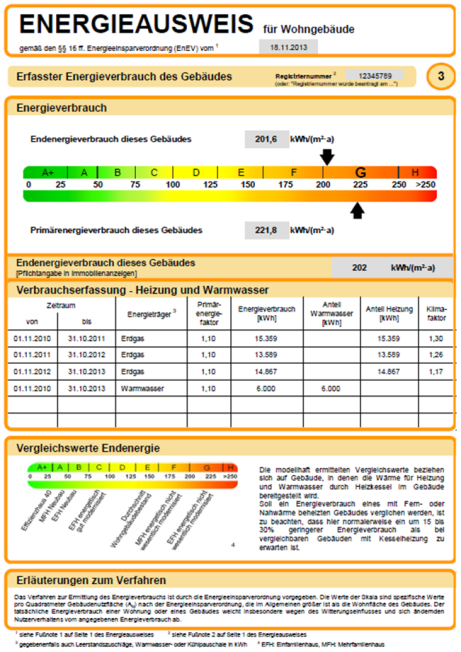 ENERGIEAUSWEIS für Wohngebäude
gemäß den §§ 16 ff. Energieeinsparverordnung (EnEV) vom ¹ 18.11.2013
Erfasster Energieverbrauch des Gebäudes Registriernummer ² 12345789 3
(oder: "Registriernummer wurde beantragt am ...")
Energieverbrauch
Endenergieverbrauch dieses Gebäudes 201,6 kWh/(m²·a)
A+ A B C D E F G H
0 25 50 75 100 125 150 175 200 225 250 >250
Primärenergieverbrauch dieses Gebäudes 221,8 kWh/(m²·a)
Endenergieverbrauch dieses Gebäudes 202 kWh/(m²·a)
[Pflichtangabe in Immobilienanzeigen]
Verbrauchserfassung - Heizung und Warmwasser
Zeitraum
von bis Energieträger ³ Primär-energie-faktor Energieverbrauch [kWh] Anteil Warmwasser [kWh] Anteil Heizung [kWh] Klima-faktor
01.11.2010 31.10.2011 Erdgas 1,10 15.359 15.359 1,30
01.11.2011 31.10.2012 Erdgas 1,10 13.589 13.589 1,26
01.11.2012 31.10.2013 Erdgas 1,10 14.867 14.867 1,17
01.11.2010 31.10.2013 Warmwasser 1,10 6.000 6.000
Vergleichswerte Endenergie
A+ A B C D E F G H
0 25 50 75 100 125 150 175 200 225 >250
Effizienzhaus 40
MFH Neubau
EFH Neubau
EFH energetisch
gut modernisiert
Durchschnitt
Wohngebäudebestand
MFH energetisch nicht
wesentlich modernisiert
EFH energetisch nicht
wesentlich modernisiert
4
Die modellhaft ermittelten Vergleichswerte beziehen
sich auf Gebäude, in denen die Wärme für Heizung
und Warmwasser durch Heizkessel im Gebäude
bereitgestellt wird.
Soll ein Energieverbrauch eines mit Fern- oder
Nahwärme beheizten Gebäudes verglichen werden, ist
zu beachten, dass hier normalerweise ein um 15 bis
30% geringerer Energieverbrauch als bei
vergleichbaren Gebäuden mit Kesselheizung zu
erwarten ist.
Erläuterungen zum Verfahren
Das Verfahren zur Ermittlung des Energieverbrauchs ist durch die Energieeinsparverordnung vorgegeben. Die Werte der Skala sind spezifische Werte
pro Quadratmeter Gebäudenutzfläche (Aₙ) nach der Energieeinsparverordnung, die im Allgemeinen größer ist als die Wohnfläche des Gebäudes. Der
tatsächliche Energieverbrauch einer Wohnung oder eines Gebäudes weicht insbesondere wegen des Witterungseinflusses und sich ändernden
Nutzerverhaltens vom angegebenen Energieverbrauch ab.
¹ siehe Fußnote 1 auf Seite 1 des Energieausweises ² siehe Fußnote 2 auf Seite 1 des Energieausweises
³ gegebenenfalls auch Leerstandszuschläge, Warmwasser- oder Kühlpauschale in kWh ⁴ EFH: Einfamilienhaus, MFH: Mehrfamilienhaus